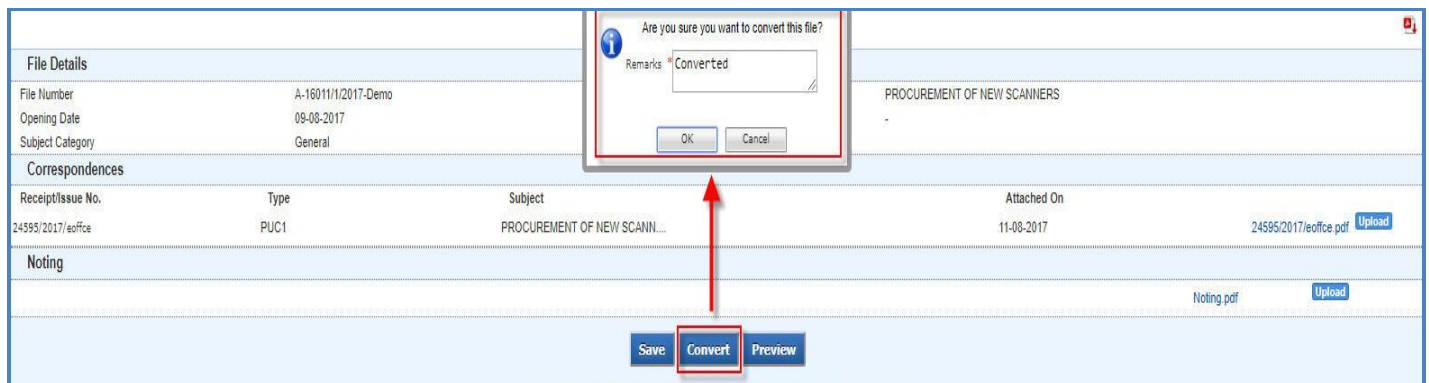 Are you sure you want to convert this file?
Remarks * Converted
OK Cancel
File Details
File Number A-16011/1/2017-Demo PROCUREMENT OF NEW SCANNERS
Opening Date 09-08-2017 -
Subject Category General
Correspondences
Receipt/Issue No. Type Subject Attached On
24595/2017/eoffce PUC1 PROCUREMENT OF NEW SCANN.... 11-08-2017 24595/2017/eoffce.pdf Upload
Noting
Noting.pdf Upload
Save Convert Preview